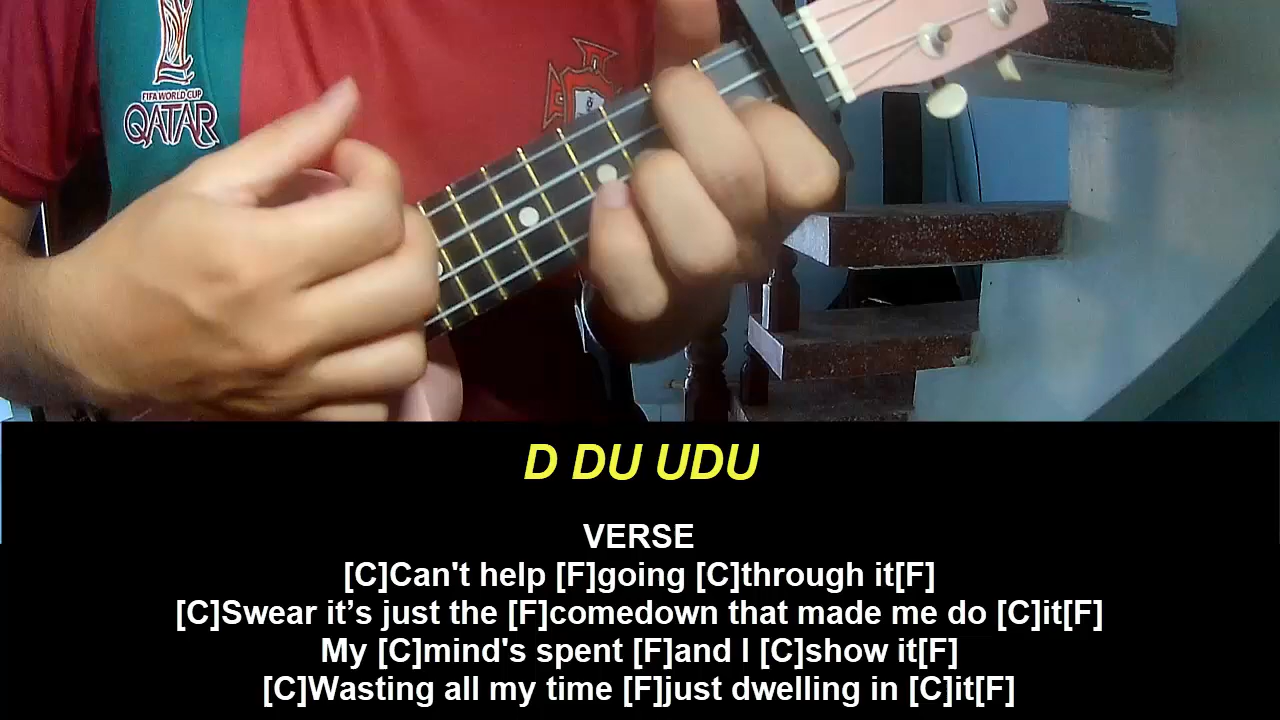 FIFA WORLD CUP
QATAR
D DU UDU
VERSE
[C]Can't help [F]going [C]through it[F]
[C]Swear it’s just the [F]comedown that made me do [C]it[F]
My [C]mind's spent [F]and I [C]show it[F]
[C]Wasting all my time [F]just dwelling in [C]it[F]